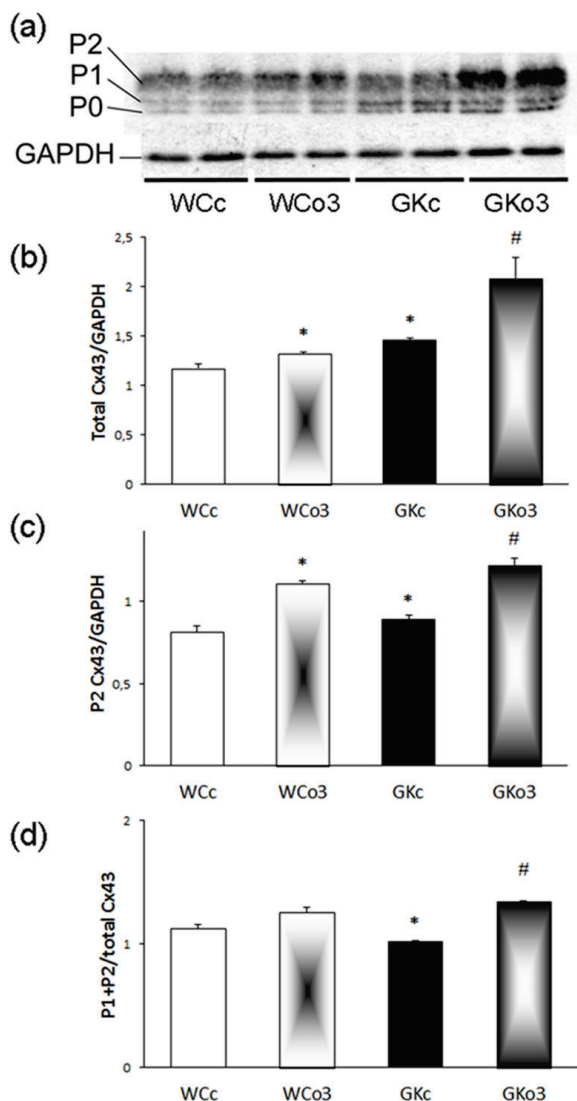 (a)
P2
P1
P0
GAPDH
WCc WCo3 GKc GKo3
(b)
Total Cx43/GAPDH
2,5
2
1,5
1
0,5
0
* * #
WCc WCo3 GKc GKo3
(c)
P2 Cx43/GAPDH
1
0,5
0
* * #
WCc WCo3 GKc GKo3
(d)
P1+P2/total Cx43
2
1
0
* #
WCc WCo3 GKc GKo3